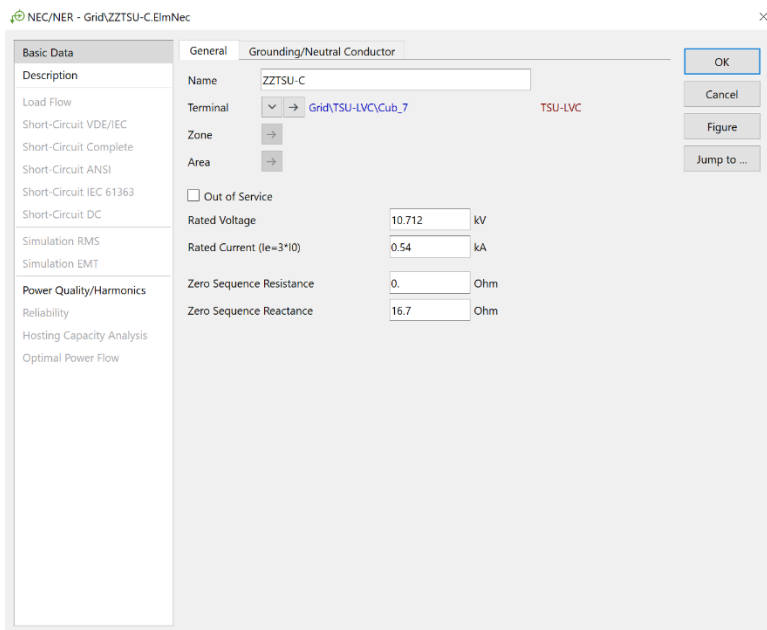 NEC/NER - Grid\ZZTSU-C.ElmNec
Basic Data
Description
Load Flow
Short-Circuit VDE/IEC
Short-Circuit Complete
Short-Circuit ANSI
Short-Circuit IEC 61363
Short-Circuit DC
Simulation RMS
Simulation EMT
Power Quality/Harmonics
Reliability
Hosting Capacity Analysis
Optimal Power Flow
General Grounding/Neutral Conductor
Name ZZTSU-C
Terminal Grid\TSU-LVC\Cub_7 TSU-LVC
Zone
Area
Out of Service
Rated Voltage 10.712 kV
Rated Current (Ie=3*I0) 0.54 kA
Zero Sequence Resistance 0. Ohm
Zero Sequence Reactance 16.7 Ohm
OK
Cancel
Figure
Jump to ...